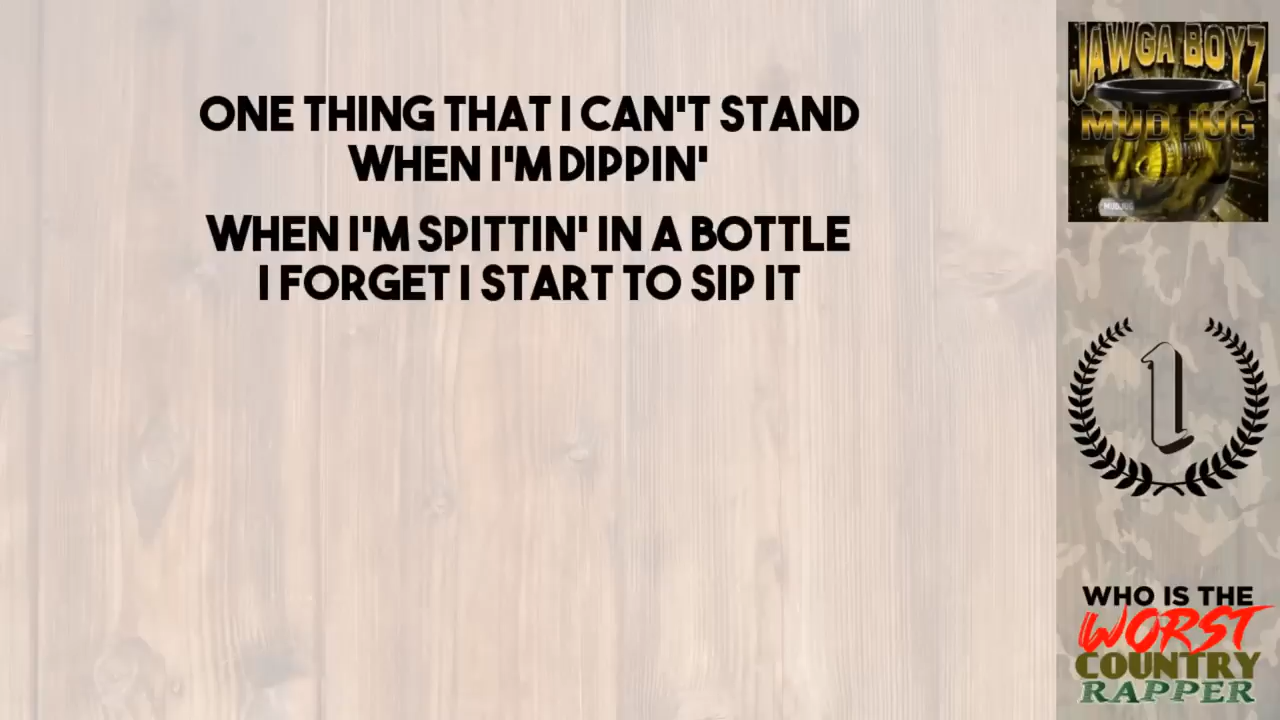 ONE THING THAT I CAN'T STAND
WHEN I'M DIPPIN'
WHEN I'M SPITTIN' IN A BOTTLE
I FORGET I START TO SIP IT
JAWGA BOYZ
MUD JUG
MUDJUG
1
WHO IS THE
WORST
COUNTRY
RAPPER